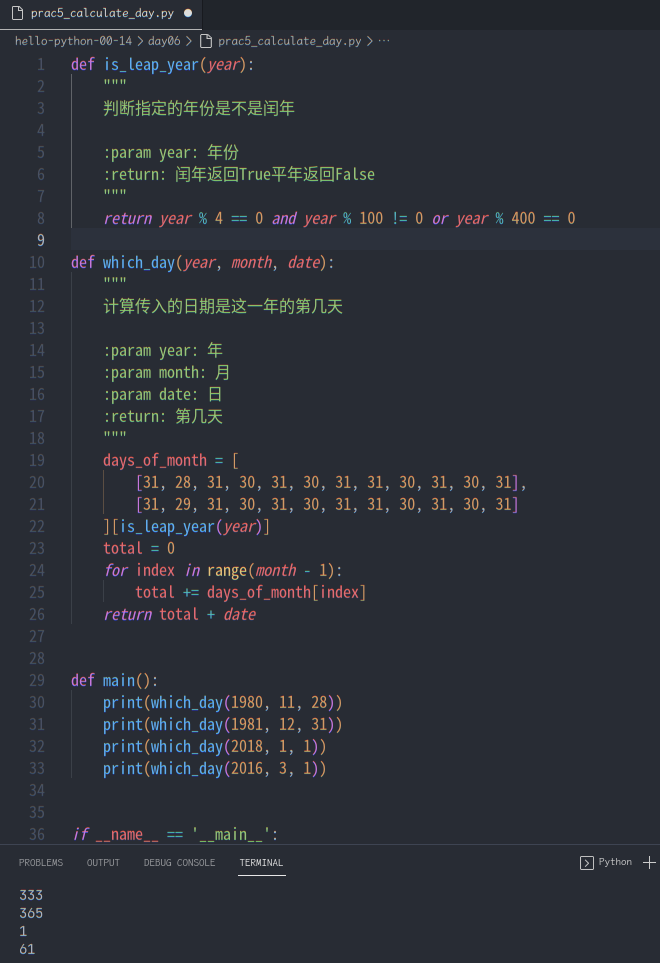 prac5_calculate_day.py
hello-python-00-14 > day06 > prac5_calculate_day.py > ...
1 def is_leap_year(year):
2 """
3 判断指定的年份是不是闰年
4
5 :param year: 年份
6 :return: 闰年返回True平年返回False
7 """
8 return year % 4 == 0 and year % 100 != 0 or year % 400 == 0
9
10 def which_day(year, month, date):
11 """
12 计算传入的日期是这一年的第几天
13
14 :param year: 年
15 :param month: 月
16 :param date: 日
17 :return: 第几天
18 """
19 days_of_month = [
20 [31, 28, 31, 30, 31, 30, 31, 31, 30, 31, 30, 31],
21 [31, 29, 31, 30, 31, 30, 31, 31, 30, 31, 30, 31]
22 ][is_leap_year(year)]
23 total = 0
24 for index in range(month - 1):
25 total += days_of_month[index]
26 return total + date
27
28
29 def main():
30 print(which_day(1980, 11, 28))
31 print(which_day(1981, 12, 31))
32 print(which_day(2018, 1, 1))
33 print(which_day(2016, 3, 1))
34
35
36 if __name__ == '__main__':
PROBLEMS OUTPUT DEBUG CONSOLE TERMINAL Python
333
365
1
61